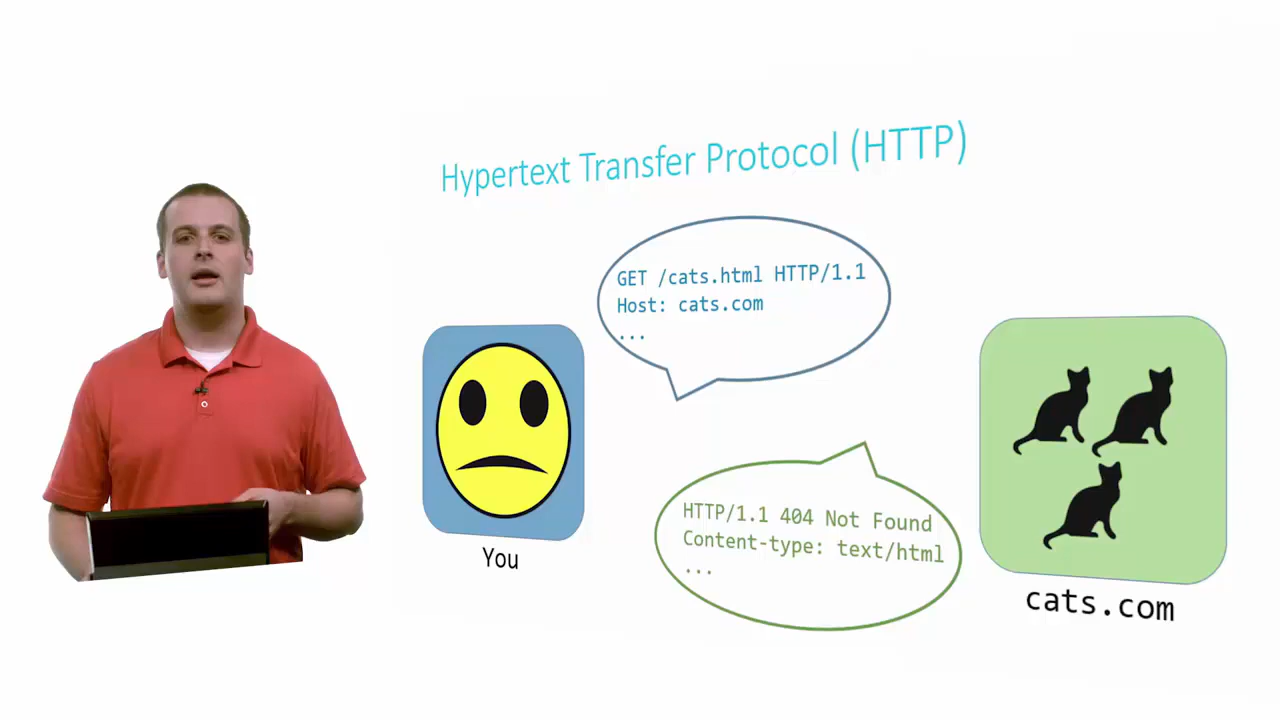 Hypertext Transfer Protocol (HTTP)
GET /cats.html HTTP/1.1
Host: cats.com
...
You
HTTP/1.1 404 Not Found
Content-type: text/html
...
cats.com